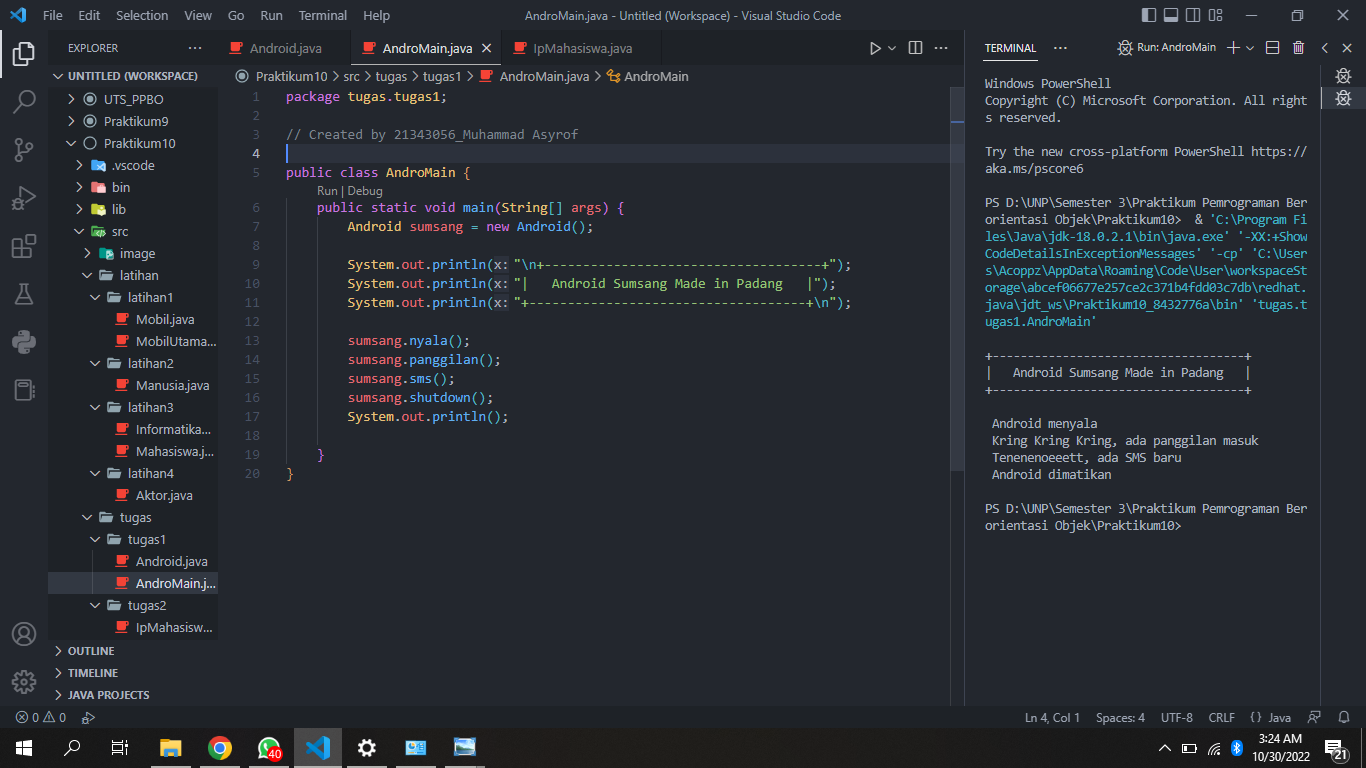 File Edit Selection View Go Run Terminal Help
AndroMain.java - Untitled (Workspace) - Visual Studio Code
EXPLORER
UNTITLED (WORKSPACE)
UTS_PPBO
Praktikum9
Praktikum10
.vscode
bin
lib
src
image
latihan
latihan1
Mobil.java
MobilUtama...
latihan2
Manusia.java
latihan3
Informatika...
Mahasiswa.j...
latihan4
Aktor.java
tugas
tugas1
Android.java
AndroMain.j...
tugas2
IpMahasisw...
OUTLINE
TIMELINE
JAVA PROJECTS
Android.java AndroMain.java IpMahasiswa.java
Praktikum10 > src > tugas > tugas1 > AndroMain.java > AndroMain
1 package tugas.tugas1;
2
3 // Created by 21343056_Muhammad Asyrof
4
5 public class AndroMain {
Run | Debug
6 public static void main(String[] args) {
7 Android sumsang = new Android();
8
9 System.out.println(x: "\n+------------------------------------+");
10 System.out.println(x: "|   Android Sumsang Made in Padang   |");
11 System.out.println(x: "+------------------------------------+\n");
12
13 sumsang.nyala();
14 sumsang.panggilan();
15 sumsang.sms();
16 sumsang.shutdown();
17 System.out.println();
18
19 }
20 }
TERMINAL
Run: AndroMain
Windows PowerShell
Copyright (C) Microsoft Corporation. All right
s reserved.
Try the new cross-platform PowerShell https://
aka.ms/pscore6
PS D:\UNP\Semester 3\Praktikum Pemrograman Ber
orientasi Objek\Praktikum10>  & 'C:\Program Fi
les\Java\jdk-18.0.2.1\bin\java.exe' '-XX:+Show
CodeDetailsInExceptionMessages' '-cp' 'C:\User
s\Acoppz\AppData\Roaming\Code\User\workspaceSt
orage\abcef06677e257ce2c371b4fdd03c7db\redhat.
java\jdt_ws\Praktikum10_8432776a\bin' 'tugas.t
ugas1.AndroMain'
+------------------------------------+
|   Android Sumsang Made in Padang   |
+------------------------------------+
Android menyala
Kring Kring Kring, ada panggilan masuk
Tenenenoeeett, ada SMS baru
Android dimatikan
PS D:\UNP\Semester 3\Praktikum Pemrograman Ber
orientasi Objek\Praktikum10>
0 0
Ln 4, Col 1 Spaces: 4 UTF-8 CRLF {} Java
40
3:24 AM
10/30/2022
21